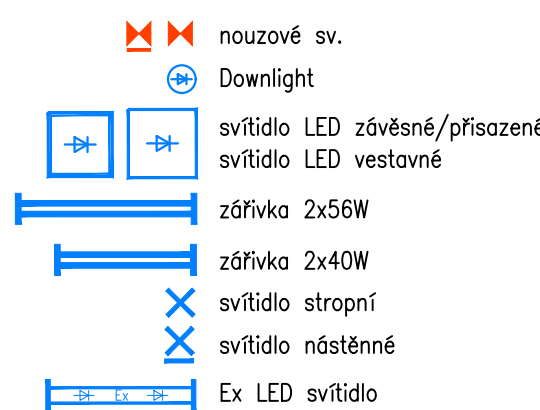 nouzové sv.
Downlight
svítidlo LED závěsné/přisazené
svítidlo LED vestavné
zářivka 2x56W
zářivka 2x40W
svítidlo stropní
svítidlo nástěnné
Ex Ex LED svítidlo